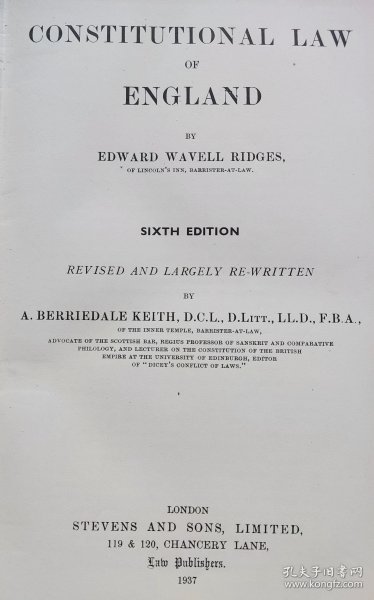 CONSTITUTIONAL LAW
OF
ENGLAND
BY
EDWARD WAVELL RIDGES,
OF LINCOLN'S INN, BARRISTER-AT-LAW.
SIXTH EDITION
REVISED AND LARGELY RE-WRITTEN
BY
A. BERRIEDALE KEITH, D.C.L., D.LITT., LL.D., F.B.A.,
OF THE INNER TEMPLE, BARRISTER-AT-LAW,
ADVOCATE OF THE SCOTTISH BAR, REGIUS PROFESSOR OF SANSKRIT AND COMPARATIVE
PHILOLOGY, AND LECTURER ON THE CONSTITUTION OF THE BRITISH
EMPIRE AT THE UNIVERSITY OF EDINBURGH, EDITOR
OF "DICEY'S CONFLICT OF LAWS."
LONDON
STEVENS AND SONS, LIMITED,
119 & 120, CHANCERY LANE,
Law Publishers.
1937
孔夫子旧书网
www.kongfz.com